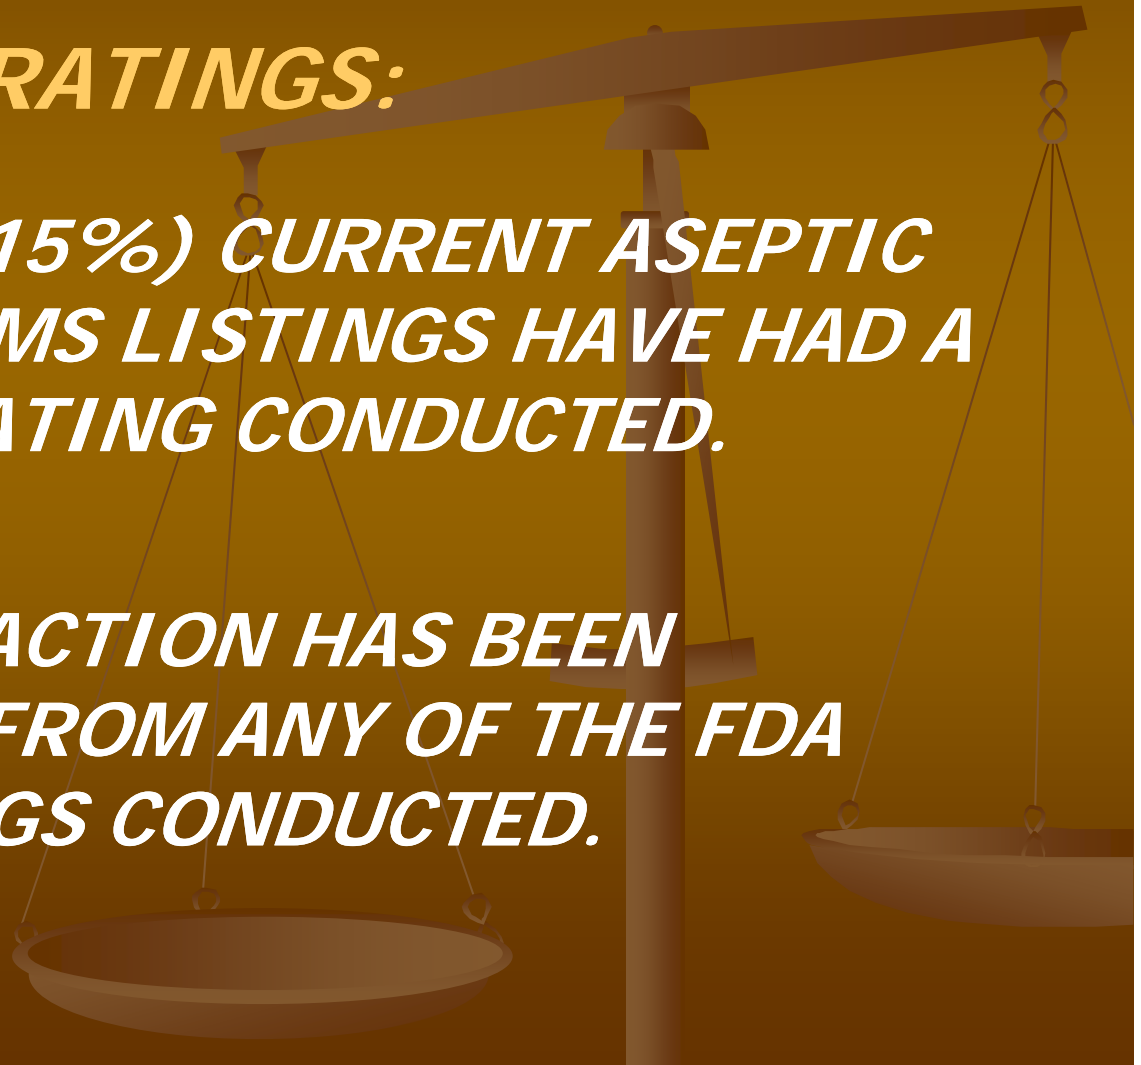 RATINGS:
15%) CURRENT ASEPTIC
MS LISTINGS HAVE HAD A
ATING CONDUCTED.
ACTION HAS BEEN
FROM ANY OF THE FDA
GS CONDUCTED.